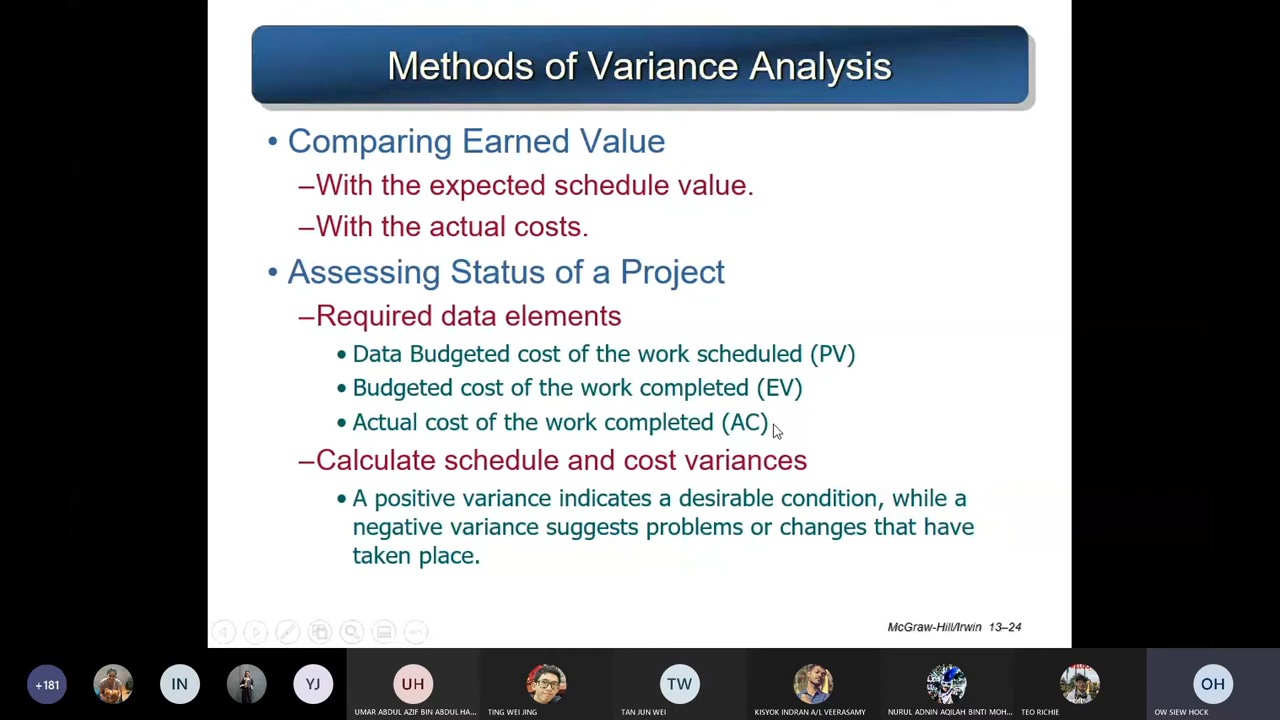 Methods of Variance Analysis
• Comparing Earned Value
–With the expected schedule value.
–With the actual costs.
• Assessing Status of a Project
–Required data elements
• Data Budgeted cost of the work scheduled (PV)
• Budgeted cost of the work completed (EV)
• Actual cost of the work completed (AC)
–Calculate schedule and cost variances
• A positive variance indicates a desirable condition, while a
negative variance suggests problems or changes that have
taken place.
McGraw-Hill/Irwin 13–24
+181 IN YJ UH TW OH
UMAR ABDUL AZIF BIN ABDUL HA... TING WEI JING TAN JUN WEI KISYOK INDRAN A/L VEERASAMY NURUL ADNIN AQILAH BINTI MOH... TEO RICHIE OW SIEW HOCK